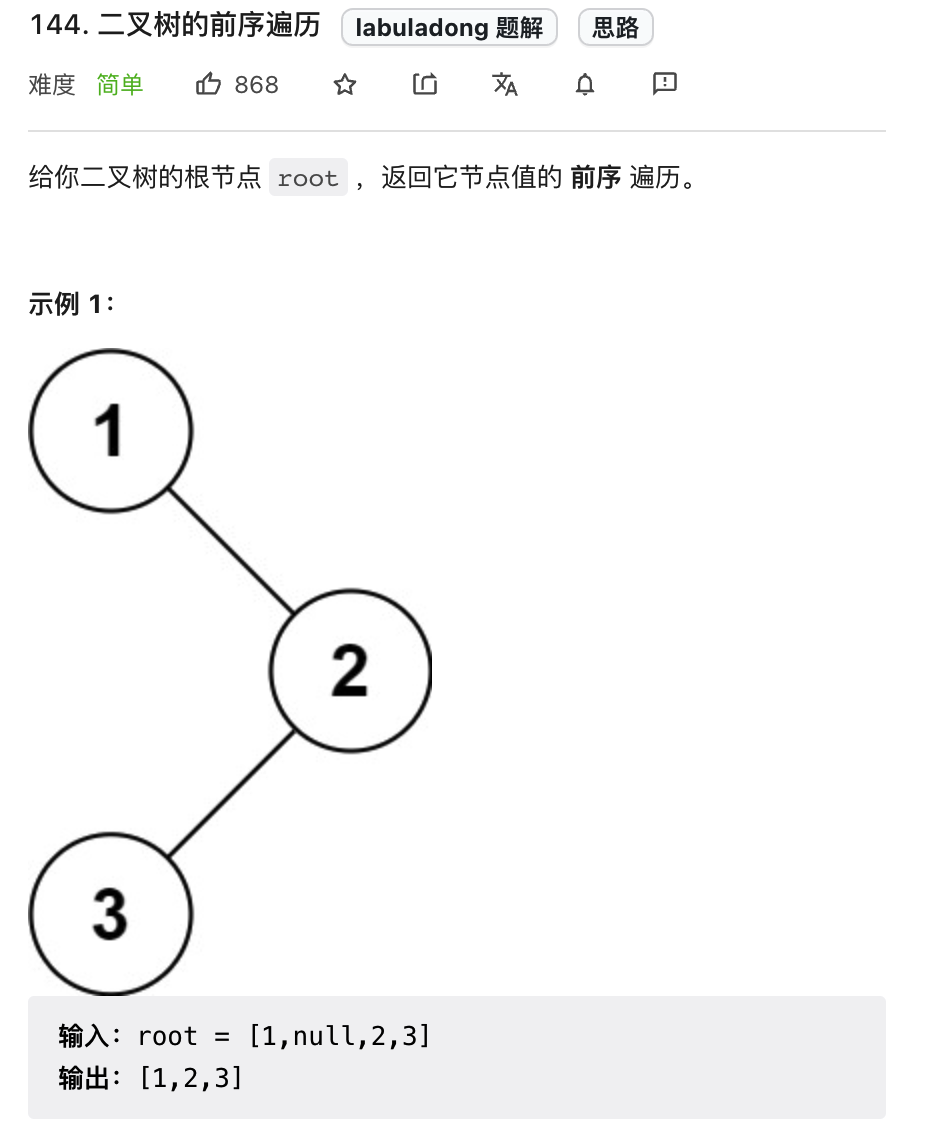 144. 二叉树的前序遍历 labuladong 题解 思路
难度 简单 868
给你二叉树的根节点 root ，返回它节点值的 前序 遍历。
示例 1：
1
2
3
输入：root = [1,null,2,3]
输出：[1,2,3]